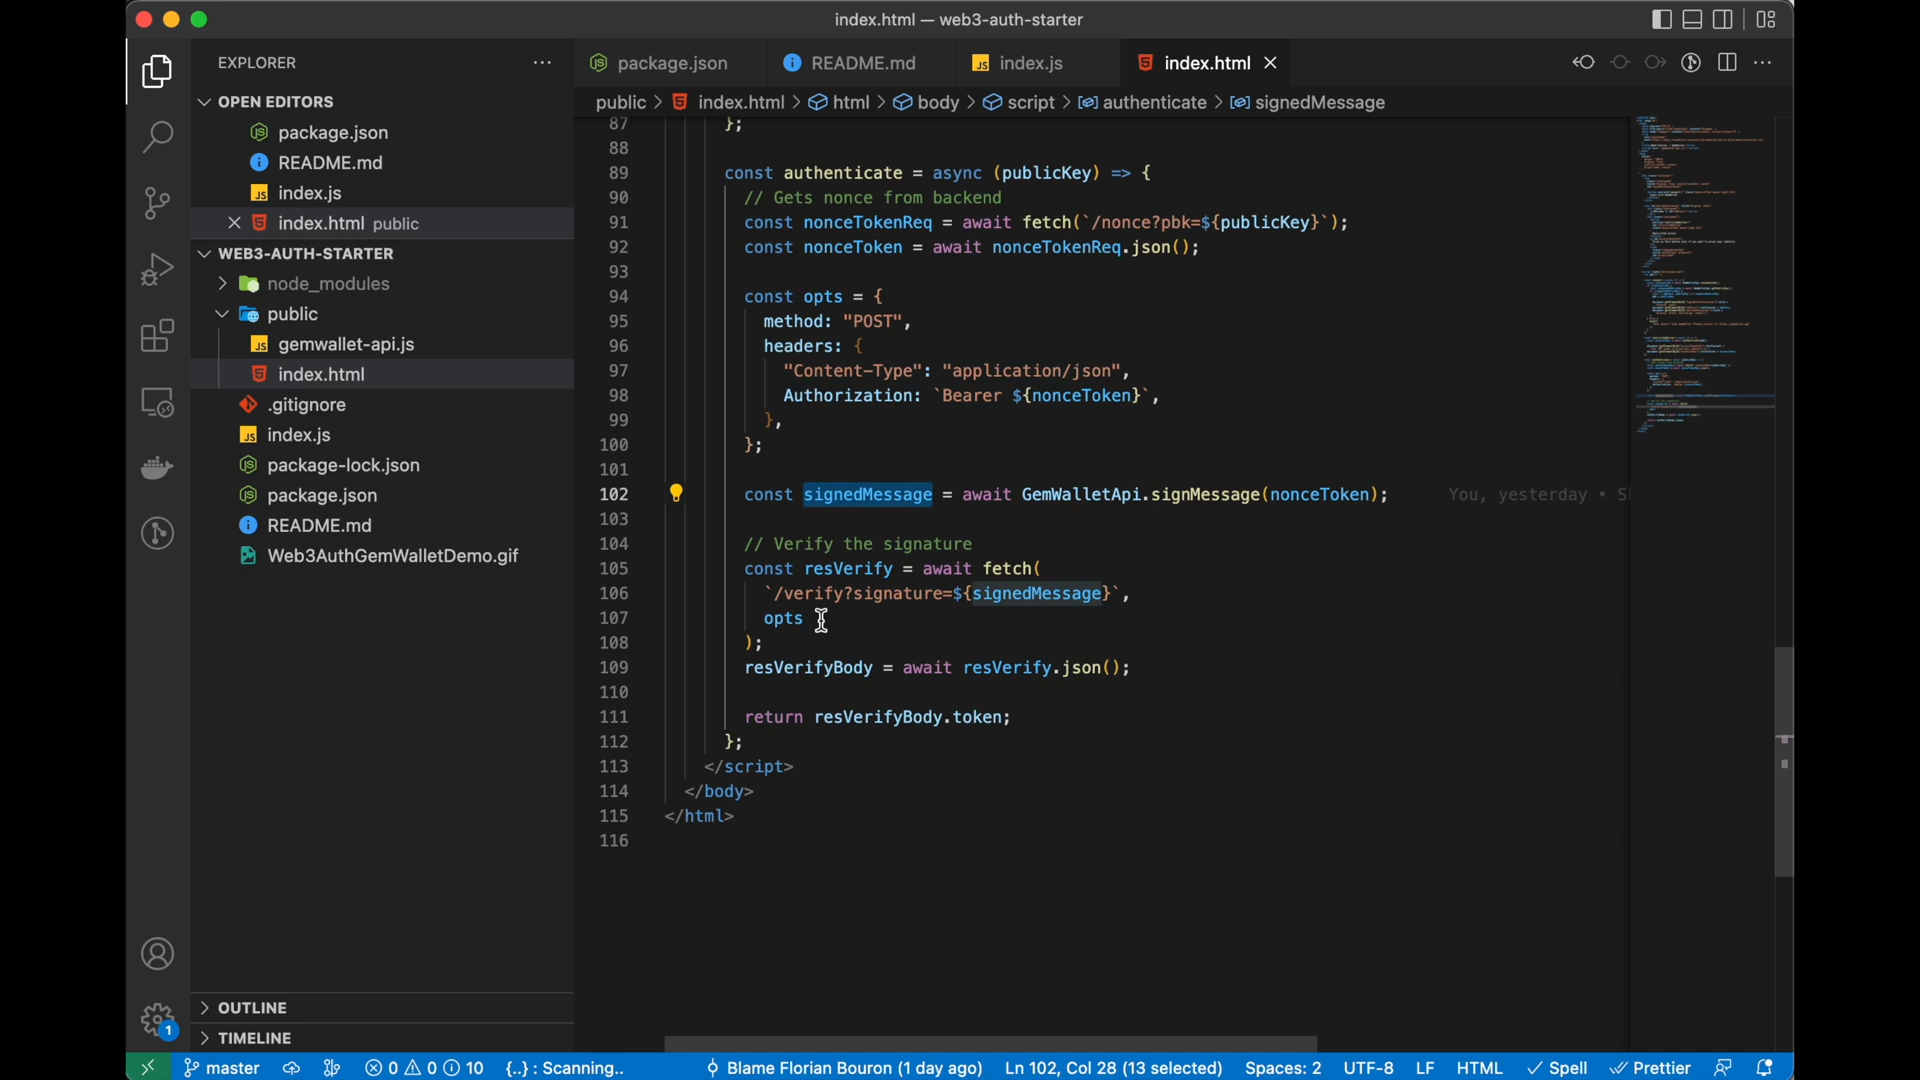 index.html — web3-auth-starter
EXPLORER
package.json
README.md
index.js
index.html
OPEN EDITORS
public > index.html > html > body > script > authenticate > signedMessage
package.json
README.md
index.js
index.html public
WEB3-AUTH-STARTER
node_modules
public
gemwallet-api.js
index.html
.gitignore
index.js
package-lock.json
package.json
README.md
Web3AuthGemWalletDemo.gif
OUTLINE
TIMELINE
87 };
88
89 const authenticate = async (publicKey) => {
90 // Gets nonce from backend
91 const nonceTokenReq = await fetch(`/nonce?pbk=${publicKey}`);
92 const nonceToken = await nonceTokenReq.json();
93
94 const opts = {
95 method: "POST",
96 headers: {
97 "Content-Type": "application/json",
98 Authorization: `Bearer ${nonceToken}`,
99 },
100 };
101
102 const signedMessage = await GemWalletApi.signMessage(nonceToken); You, yesterday •
103
104 // Verify the signature
105 const resVerify = await fetch(
106 `/verify?signature=${signedMessage}`,
107 opts
108 );
109 resVerifyBody = await resVerify.json();
110
111 return resVerifyBody.token;
112 };
113 </script>
114 </body>
115 </html>
116
1
master 0 0 10 {..} : Scanning.. Blame Florian Bouron (1 day ago) Ln 102, Col 28 (13 selected) Spaces: 2 UTF-8 LF HTML Spell Prettier